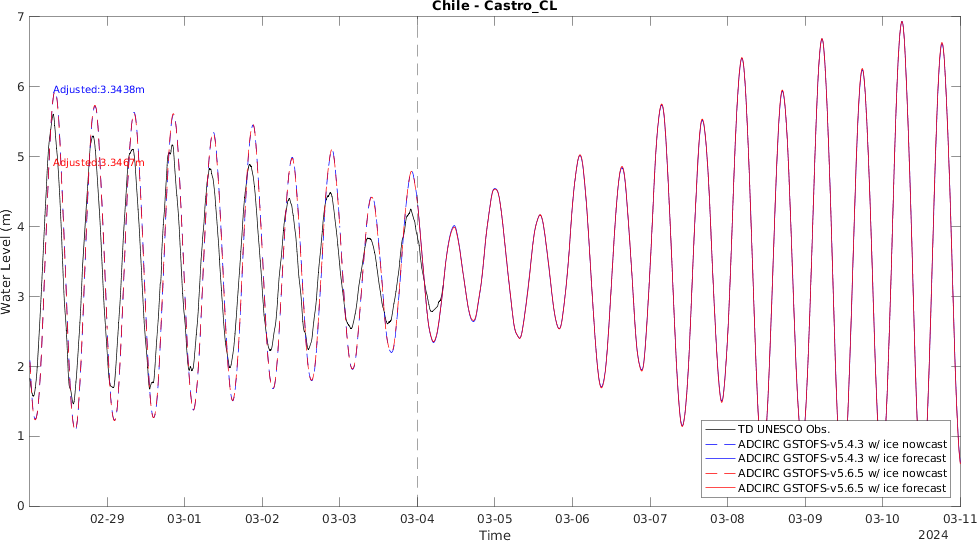 Chile - Castro_CL
7
6
5
4
3
2
1
0
Water Level (m)
Adjusted:3.3438m
Adjusted:3.3467m
TD UNESCO Obs.
ADCIRC GSTOFS-v5.4.3 w/ ice nowcast
ADCIRC GSTOFS-v5.4.3 w/ ice forecast
ADCIRC GSTOFS-v5.6.5 w/ ice nowcast
ADCIRC GSTOFS-v5.6.5 w/ ice forecast
02-29 03-01 03-02 03-03 03-04 03-05 03-06 03-07 03-08 03-09 03-10 03-11
Time
2024